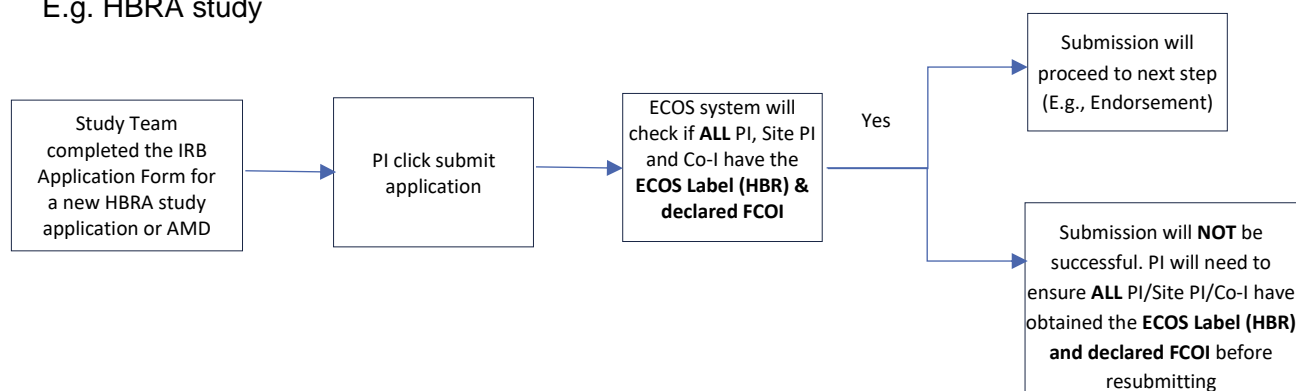 E.g. HBRA study
Study Team
completed the IRB
Application Form for
a new HBRA study
application or AMD
PI click submit
application
ECOS system will
check if ALL PI, Site PI
and Co-I have the
ECOS Label (HBR) &
declared FCOI
Yes
Submission will
proceed to next step
(E.g., Endorsement)
Submission will NOT be
successful. PI will need to
ensure ALL PI/Site PI/Co-I have
obtained the ECOS Label (HBR)
and declared FCOI before
resubmitting